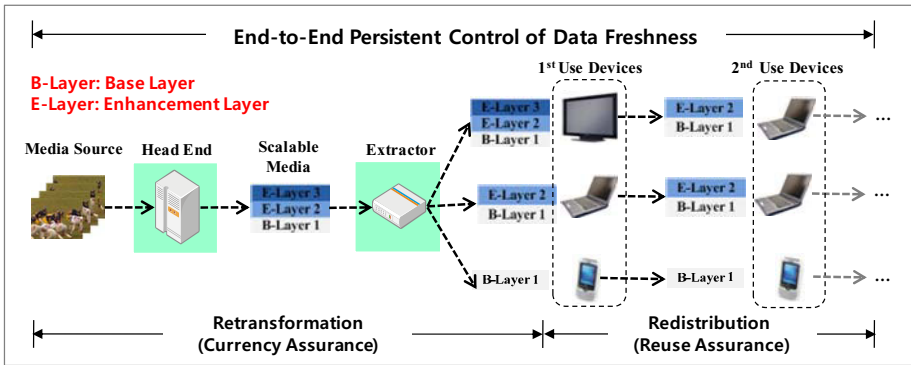 End-to-End Persistent Control of Data Freshness
B-Layer: Base Layer
E-Layer: Enhancement Layer
1st Use Devices
2nd Use Devices
Media Source
Head End
Scalable
Media
Extractor
E-Layer 3
E-Layer 2
B-Layer 1
E-Layer 3
E-Layer 2
B-Layer 1
E-Layer 2
B-Layer 1
...
E-Layer 2
B-Layer 1
E-Layer 2
B-Layer 1
...
B-Layer 1
B-Layer 1
...
Retransformation
(Currency Assurance)
Redistribution
(Reuse Assurance)